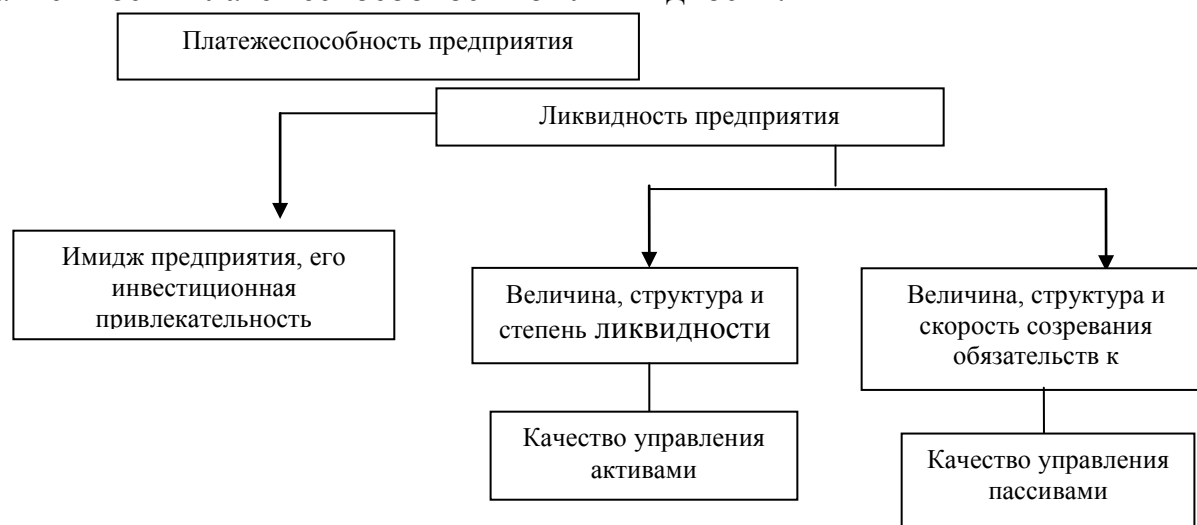 Платежеспособность предприятия
Ликвидность предприятия
Имидж предприятия, его
инвестиционная
привлекательность
Величина, структура и
степень ликвидности
Величина, структура и
скорость созревания
обязательств к
Качество управления
активами
Качество управления
пассивами